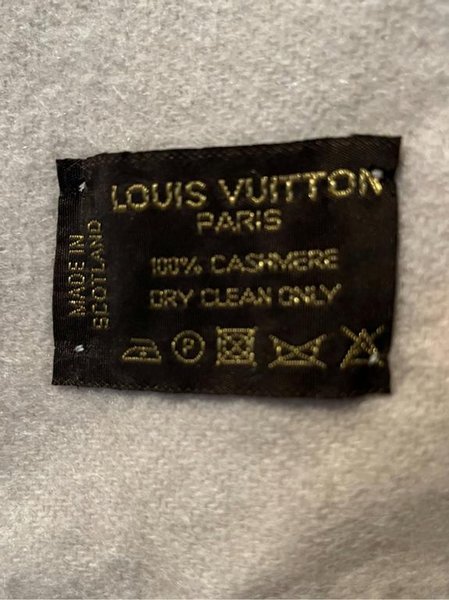 LOUIS VUITTON
PARIS
100% CASHMERE
DRY CLEAN ONLY
P
MADE IN
SCOTLAND